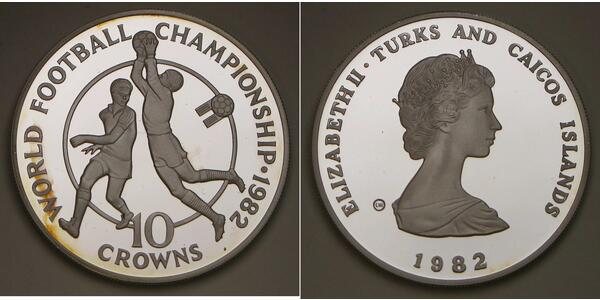 WORLD FOOTBALL CHAMPIONSHIP · 1982
10
CROWNS
ELIZABETH II · TURKS AND CAICOS ISLANDS
1982